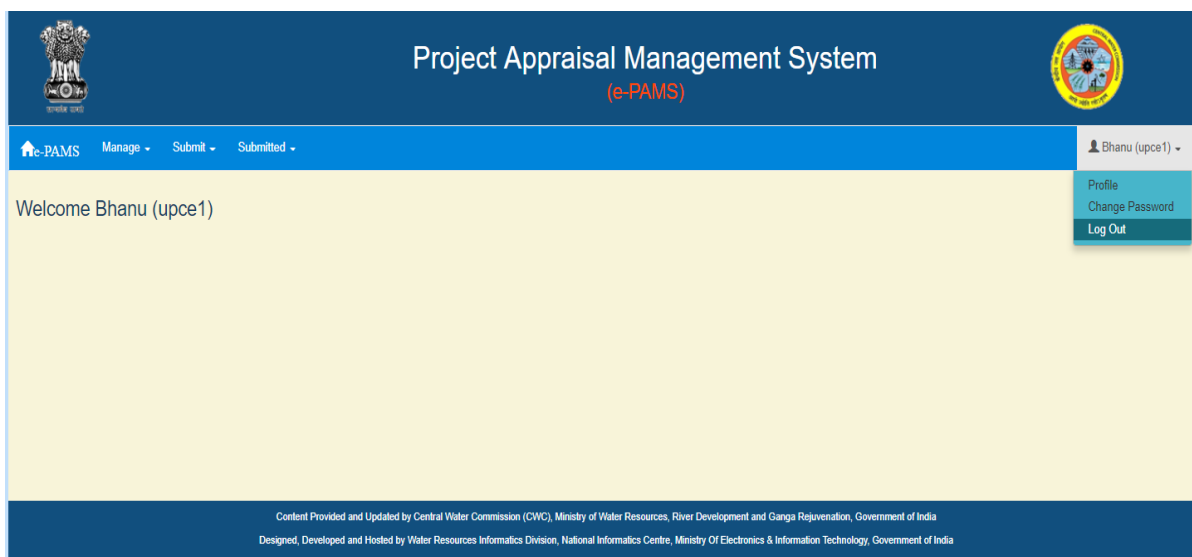 Project Appraisal Management System
(e-PAMS)
e-PAMS Manage Submit Submitted Bhanu (upce1)
Profile
Change Password
Log Out
Welcome Bhanu (upce1)
Content Provided and Updated by Central Water Commission (CWC), Ministry of Water Resources, River Development and Ganga Rejuvenation, Government of India
Designed, Developed and Hosted by Water Resources Informatics Division, National Informatics Centre, Ministry Of Electronics & Information Technology, Government of India